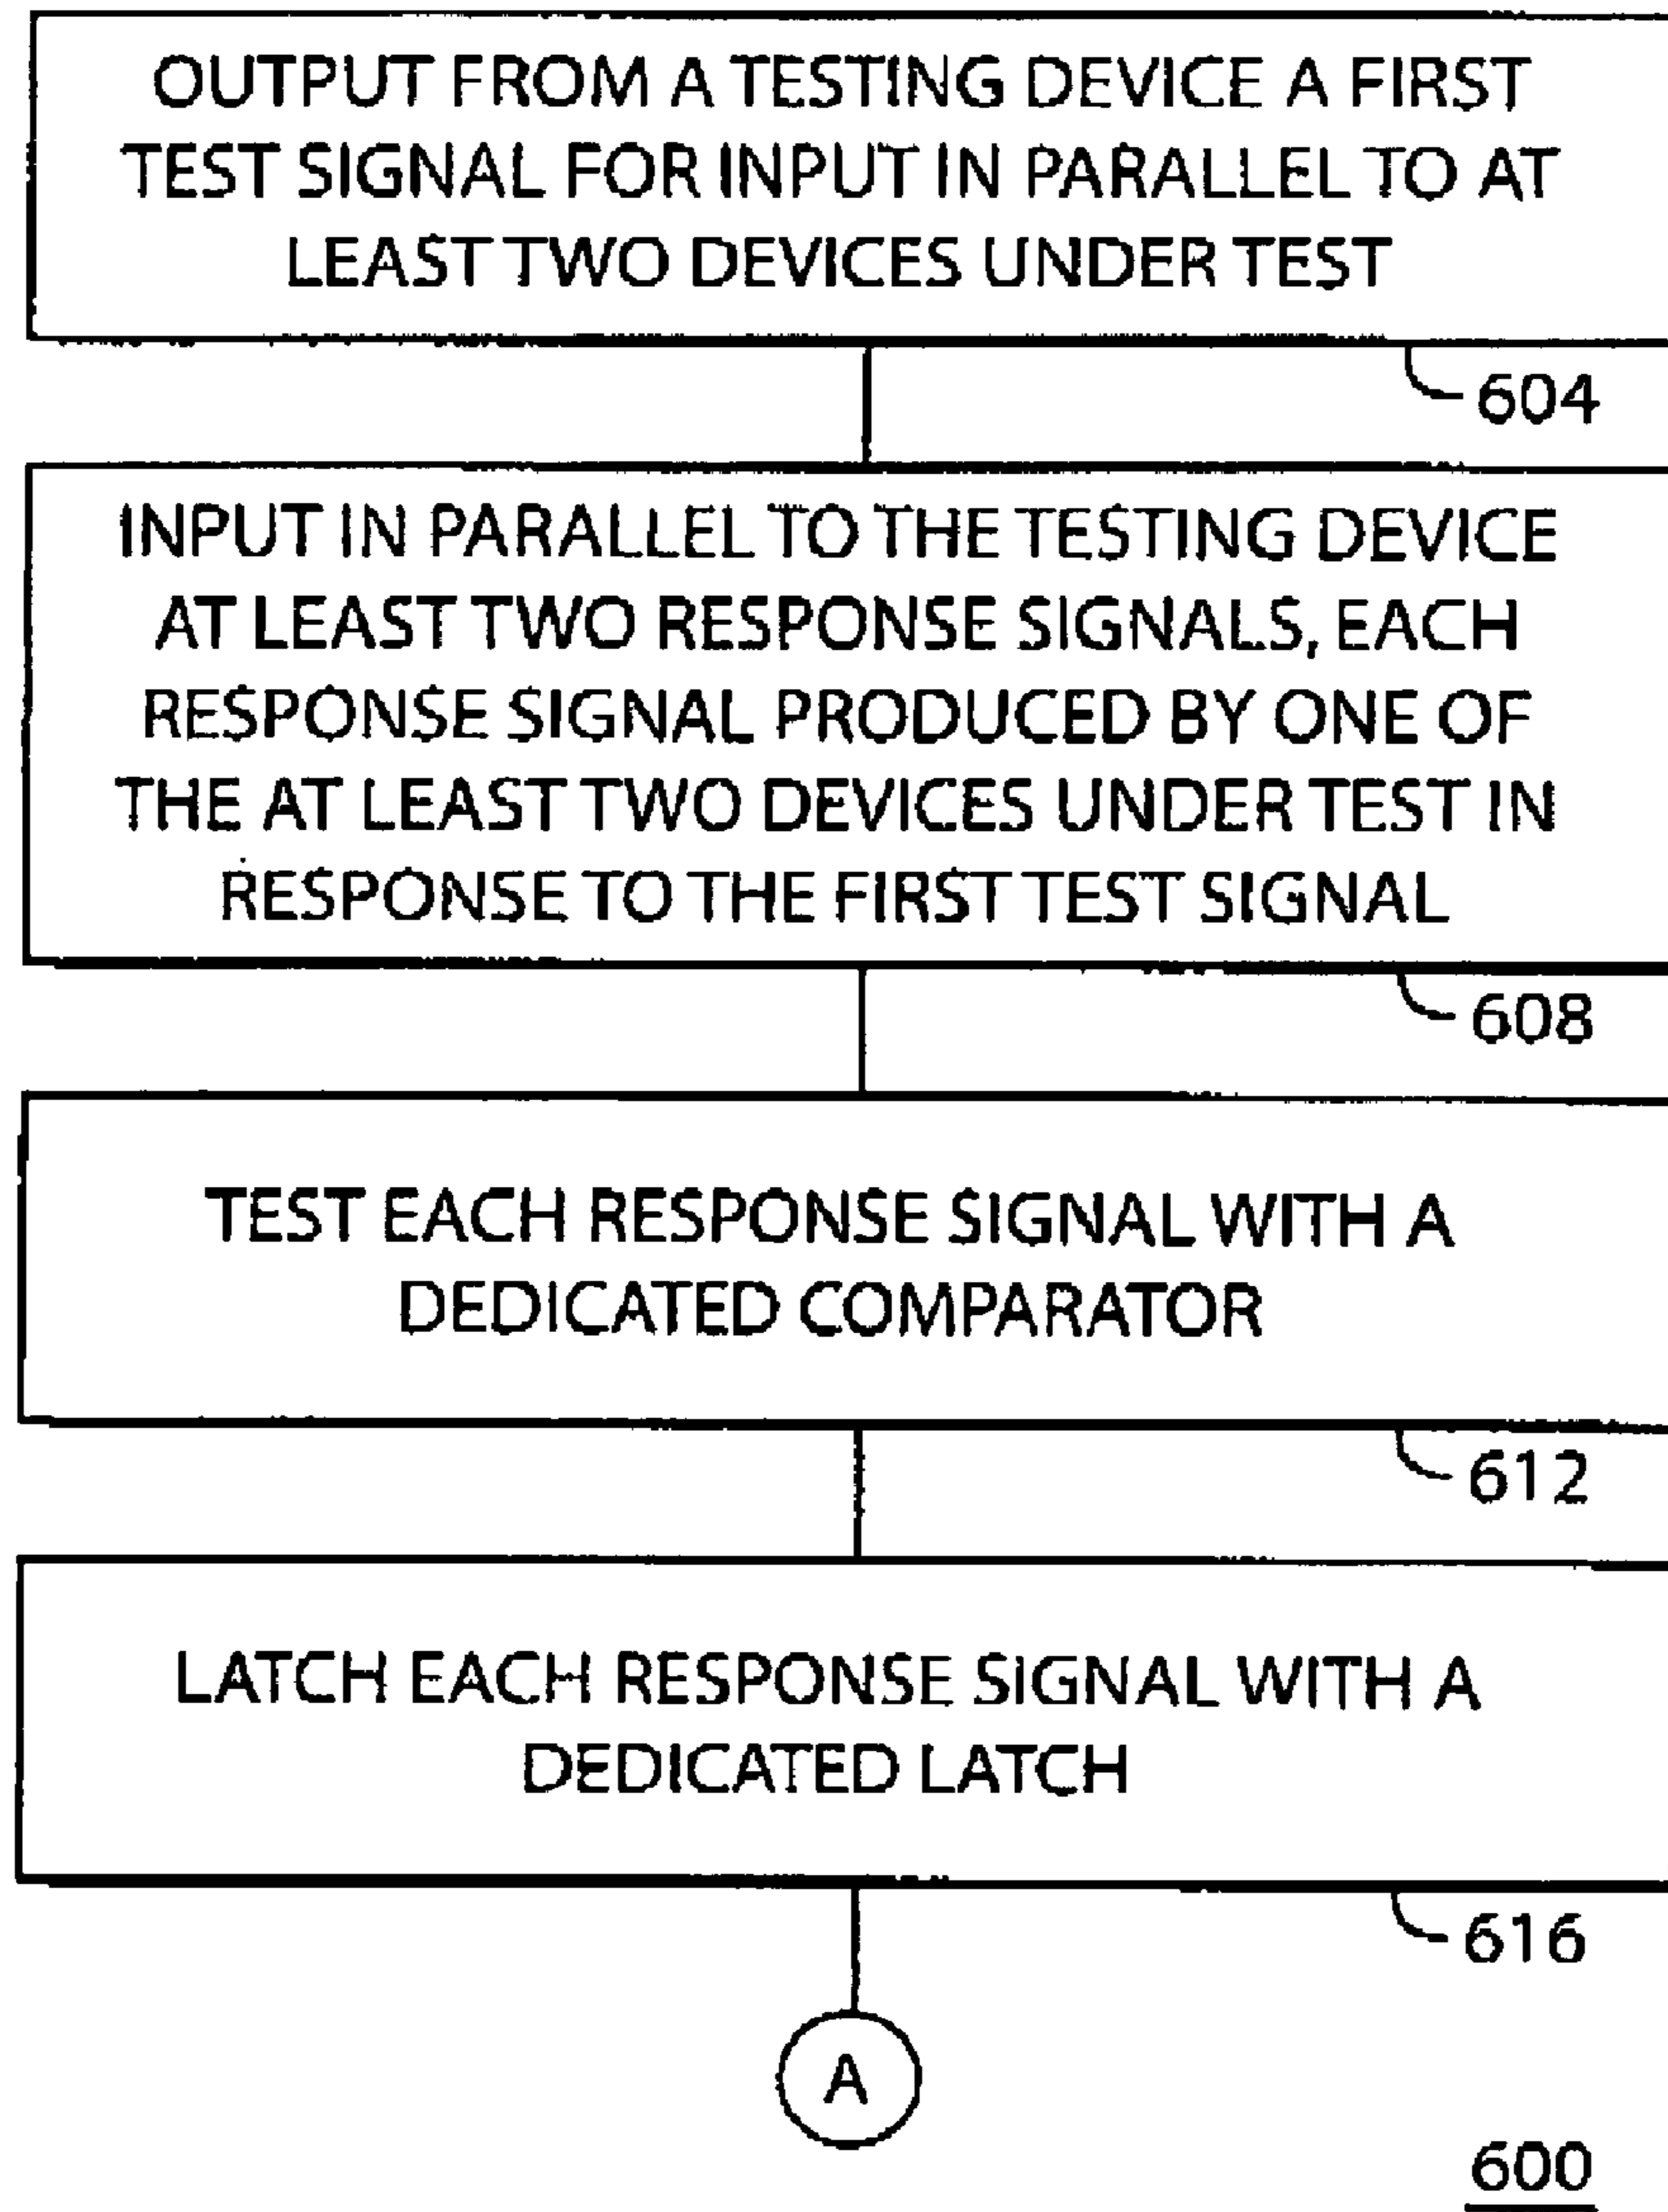 OUTPUT FROM A TESTING DEVICE A FIRST
TEST SIGNAL FOR INPUT IN PARALLEL TO AT
LEAST TWO DEVICES UNDER TEST
604
INPUT IN PARALLEL TO THE TESTING DEVICE
AT LEAST TWO RESPONSE SIGNALS, EACH
RESPONSE SIGNAL PRODUCED BY ONE OF
THE AT LEAST TWO DEVICES UNDER TEST IN
RESPONSE TO THE FIRST TEST SIGNAL
608
TEST EACH RESPONSE SIGNAL WITH A
DEDICATED COMPARATOR
612
LATCH EACH RESPONSE SIGNAL WITH A
DEDICATED LATCH
616
A
600